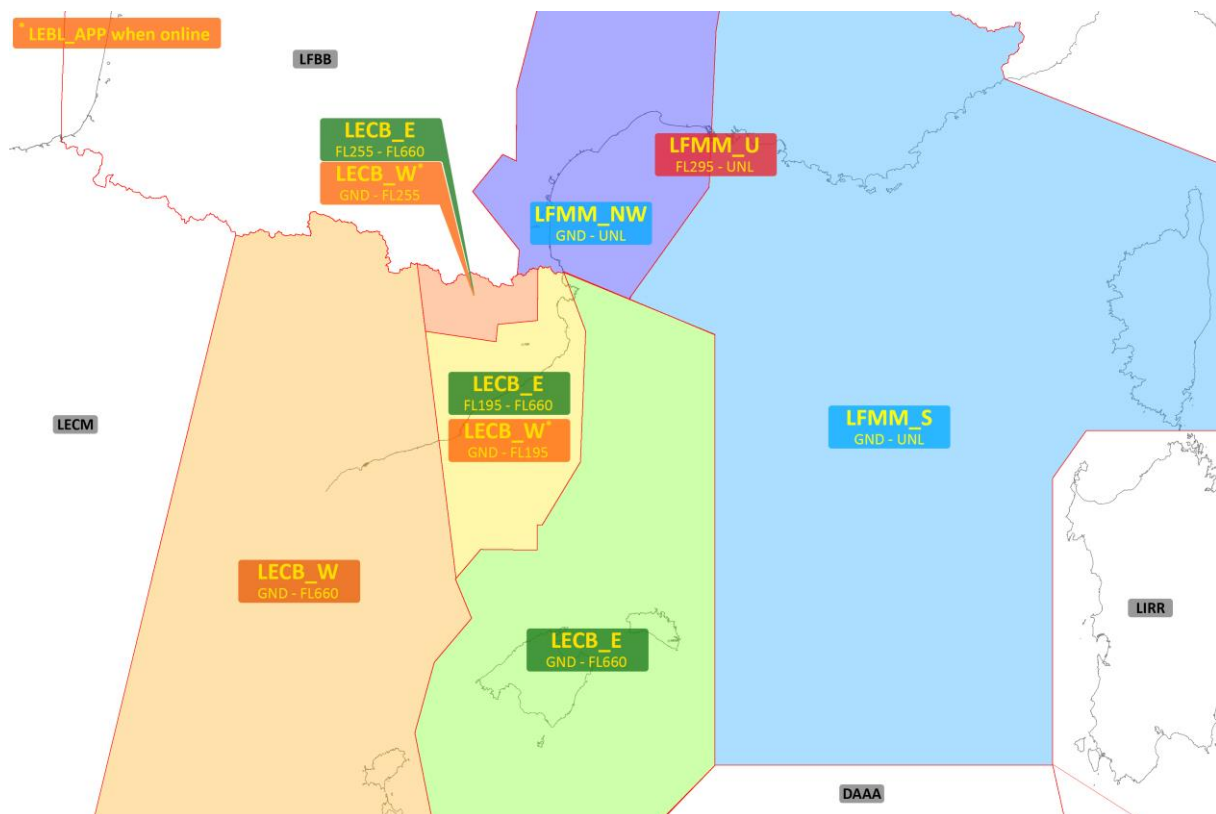 * LEBL_APP when online
LFBB
LECB_E
FL255 - FL660
LECB_W*
GND - FL255
LFMM_U
FL295 - UNL
LFMM_NW
GND - UNL
LECB_E
FL195 - FL660
LECB_W*
GND - FL195
LECM
LFMM_S
GND - UNL
LECB_W
GND - FL660
LECB_E
GND - FL660
LIRR
DAAA